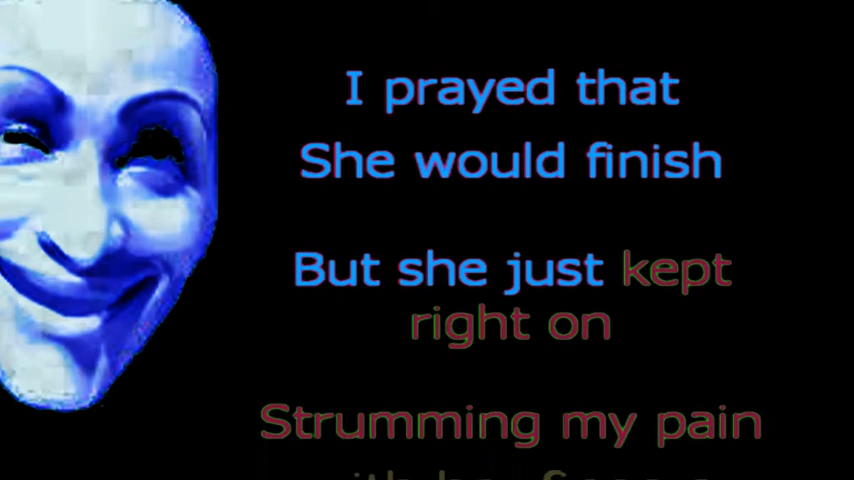 I prayed that
She would finish
But she just kept
right on
Strumming my pain